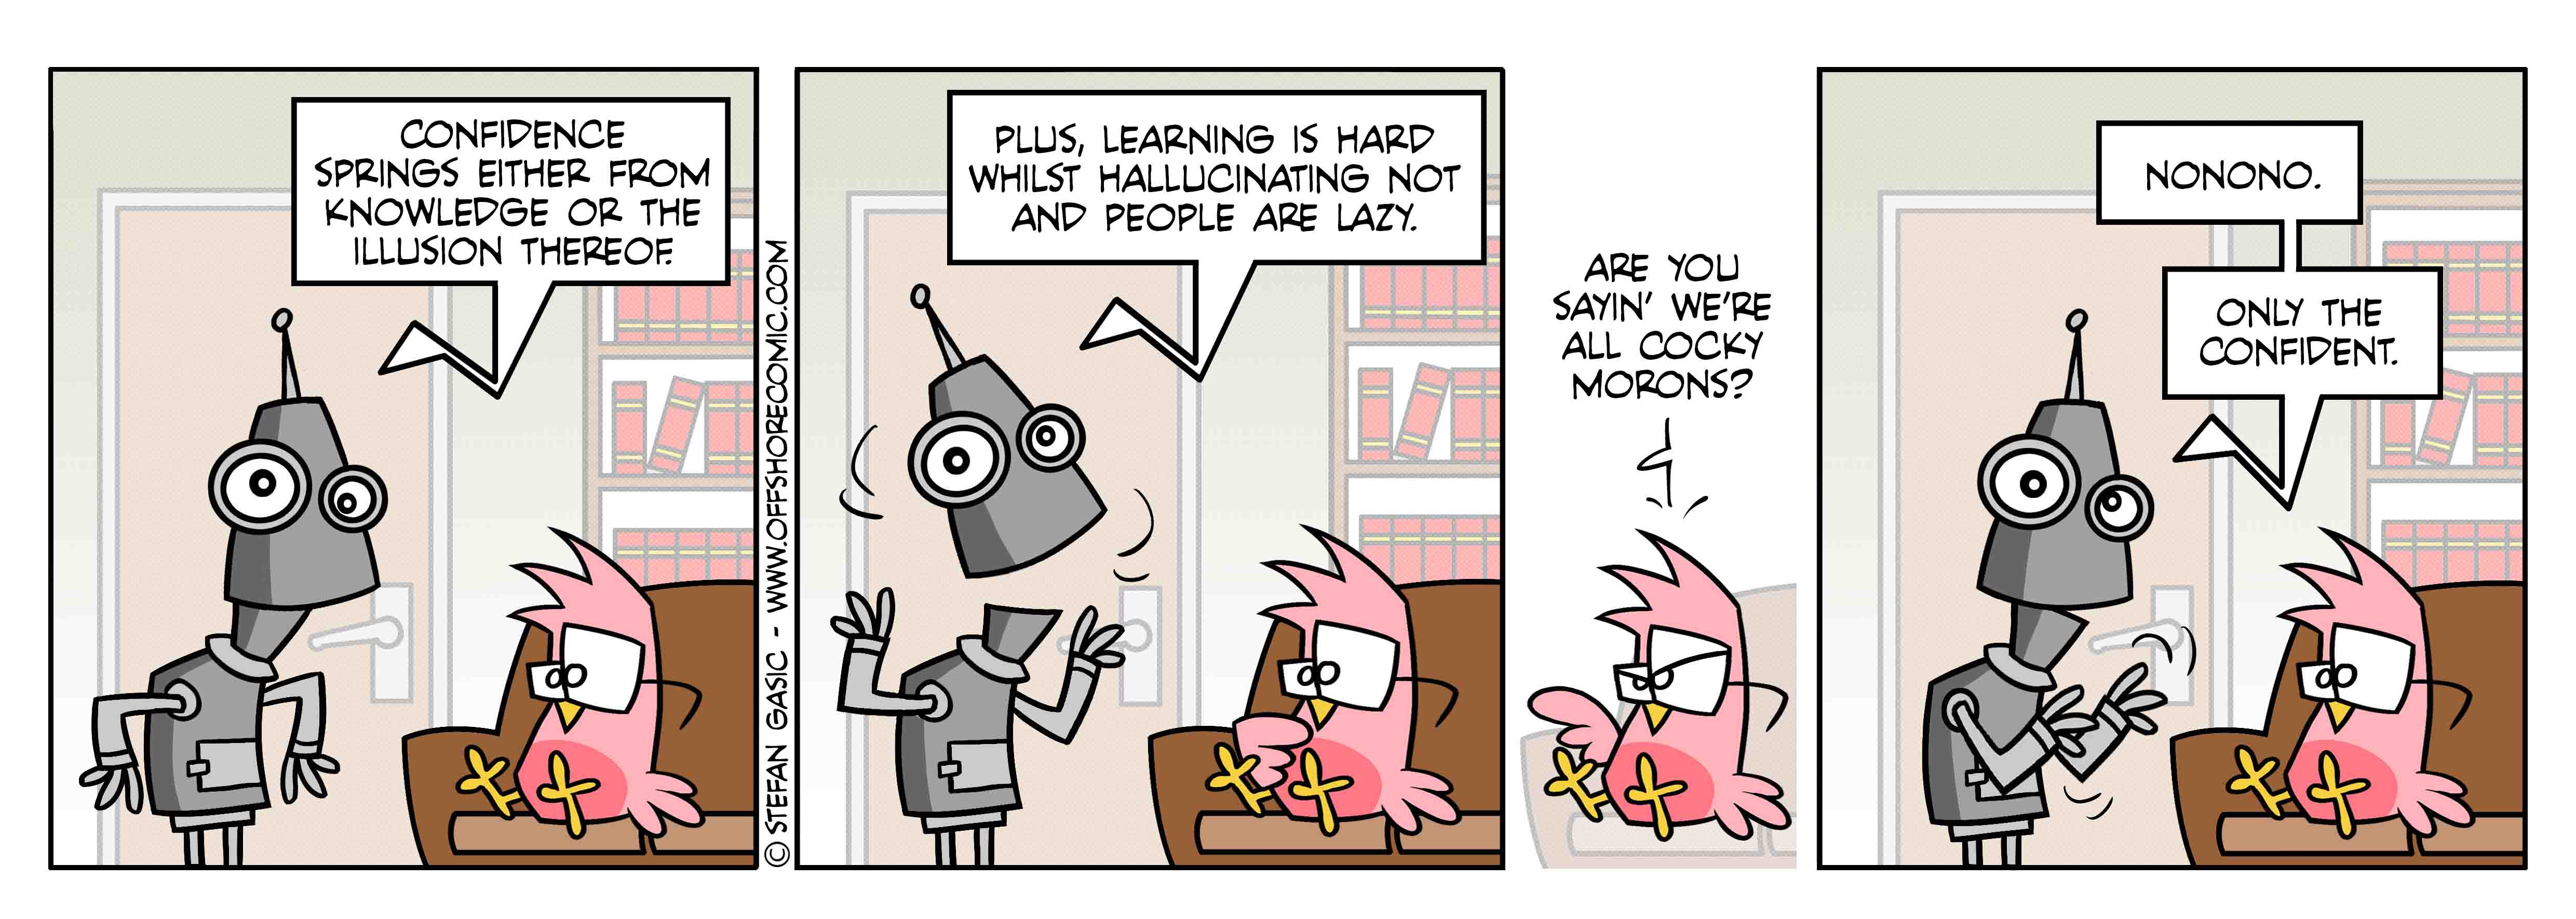 CONFIDENCE
SPRINGS EITHER FROM
KNOWLEDGE OR THE
ILLUSION THEREOF.
© STEFAN GASIC - WWW.OFFSHORECOMIC.COM
PLUS, LEARNING IS HARD
WHILST HALLUCINATING NOT
AND PEOPLE ARE LAZY.
ARE YOU
SAYIN' WE'RE
ALL COCKY
MORONS?
NONONO.
ONLY THE
CONFIDENT.